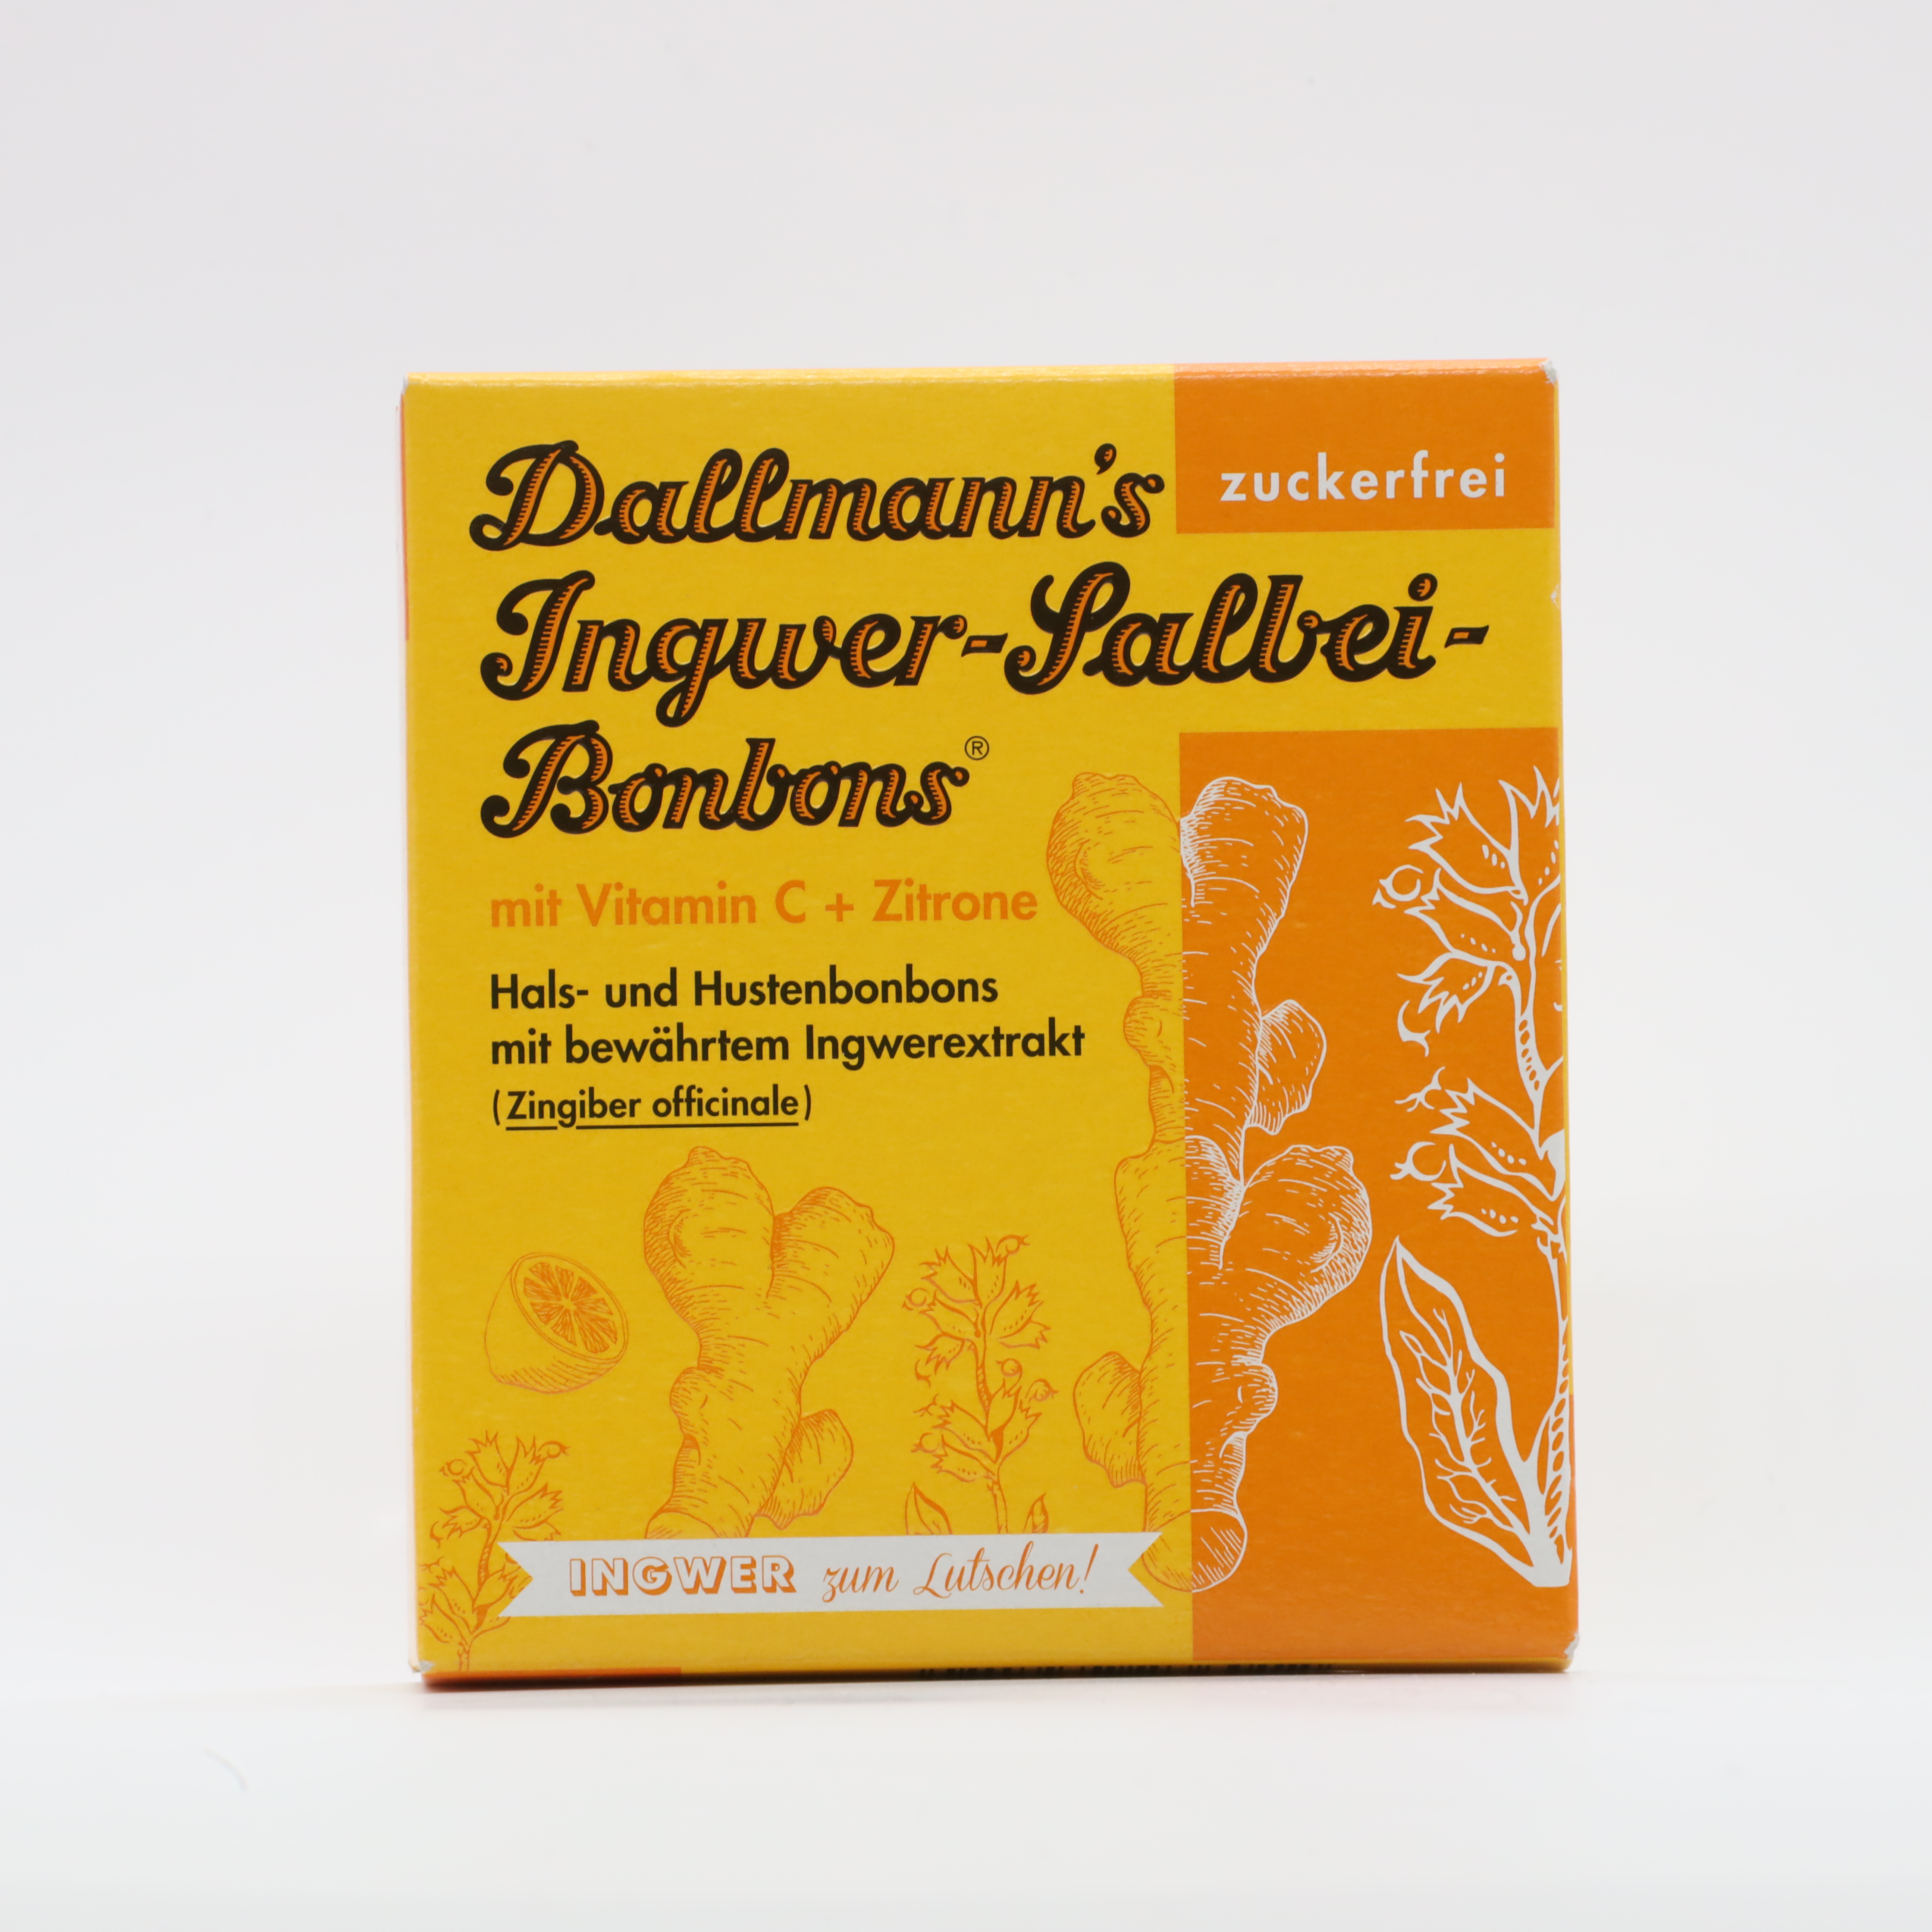 Dallmann's
zuckerfrei
Ingwer-Salbei-
Bonbons®
mit Vitamin C + Zitrone
Hals- und Hustenbonbons
mit bewährtem Ingwerextrakt
(Zingiber officinale)
INGWER zum Lutschen!